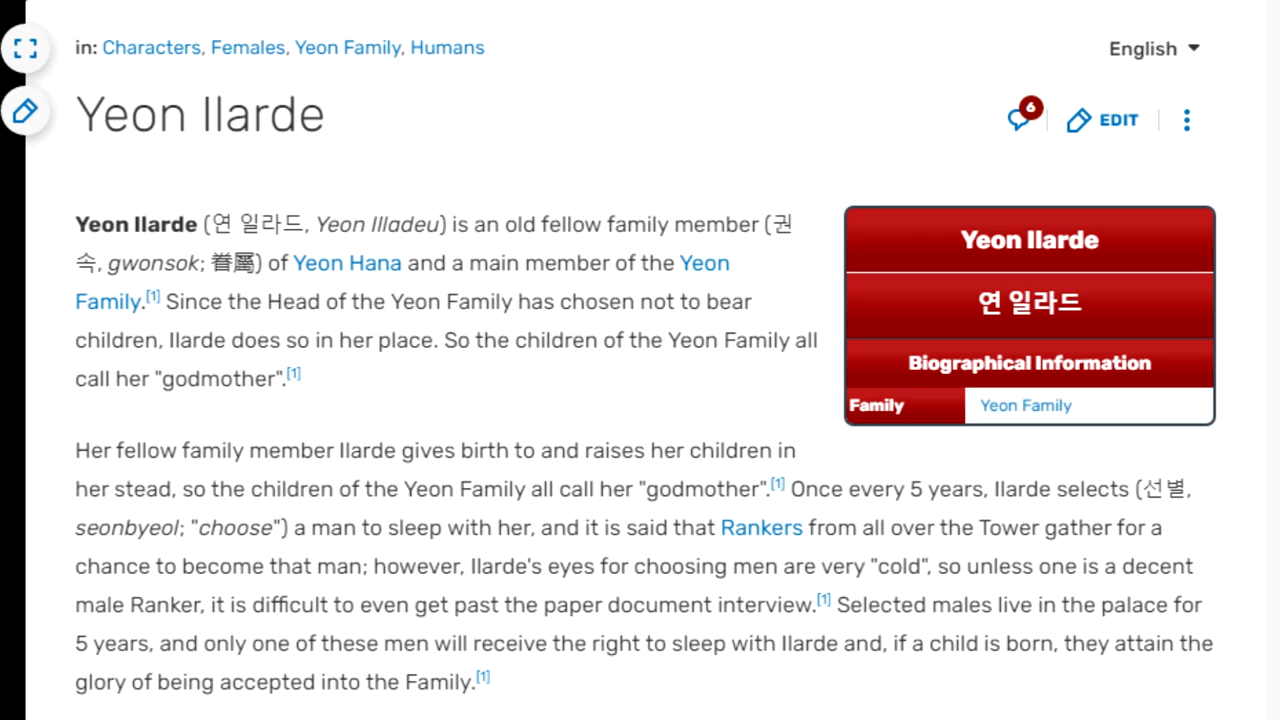 in: Characters, Females, Yeon Family, Humans
English
Yeon Ilarde
6
EDIT
Yeon Ilarde (연 일라드, Yeon Illadeu) is an old fellow family member (권
속, gwonsok; 眷屬) of Yeon Hana and a main member of the Yeon
Family.[1] Since the Head of the Yeon Family has chosen not to bear
children, Ilarde does so in her place. So the children of the Yeon Family all
call her "godmother".[1]
Yeon Ilarde
연 일라드
Biographical Information
Family Yeon Family
Her fellow family member Ilarde gives birth to and raises her children in
her stead, so the children of the Yeon Family all call her "godmother".[1] Once every 5 years, Ilarde selects (선별,
seonbyeol; "choose") a man to sleep with her, and it is said that Rankers from all over the Tower gather for a
chance to become that man; however, Ilarde's eyes for choosing men are very "cold", so unless one is a decent
male Ranker, it is difficult to even get past the paper document interview.[1] Selected males live in the palace for
5 years, and only one of these men will receive the right to sleep with Ilarde and, if a child is born, they attain the
glory of being accepted into the Family.[1]